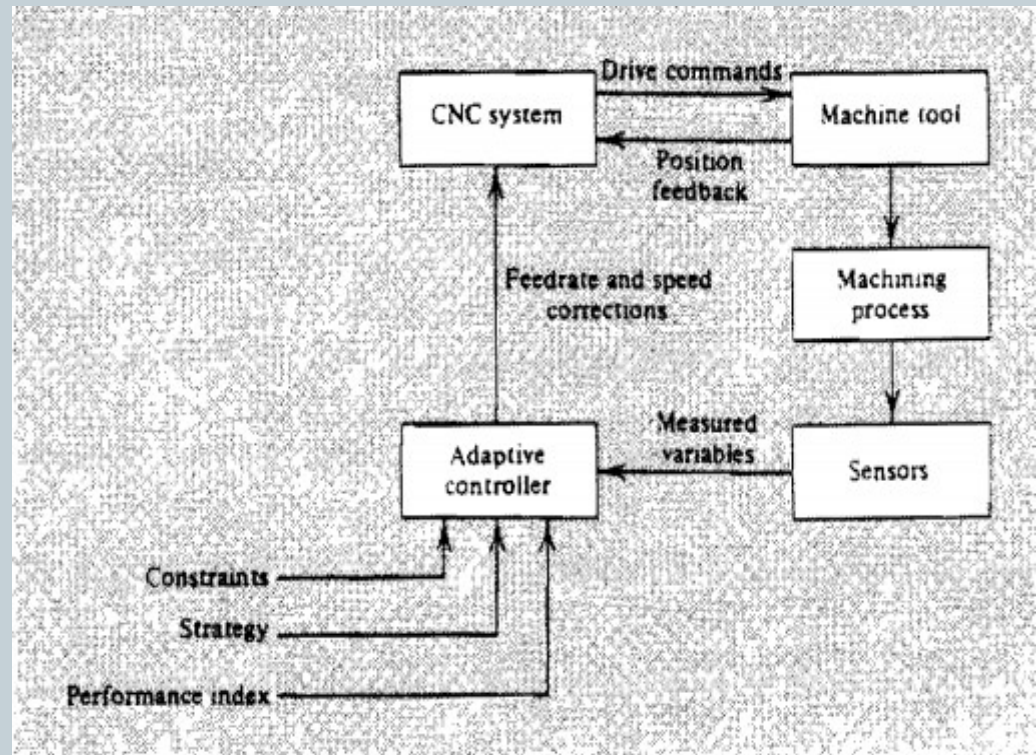 Drive commands
CNC system
Machine tool
Position
feedback
Feedrate and speed
corrections
Machining
process
Measured
variables
Adaptive
controller
Sensors
Constraints
Strategy
Performance index